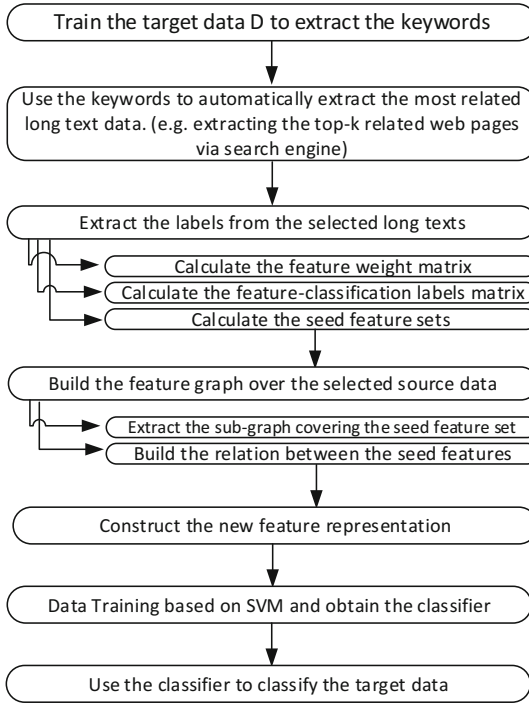 Train the target data D to extract the keywords
Use the keywords to automatically extract the most related
long text data. (e.g. extracting the top-k related web pages
via search engine)
Extract the labels from the selected long texts
Calculate the feature weight matrix
Calculate the feature-classification labels matrix
Calculate the seed feature sets
Build the feature graph over the selected source data
Extract the sub-graph covering the seed feature set
Build the relation between the seed features
Construct the new feature representation
Data Training based on SVM and obtain the classifier
Use the classifier to classify the target data